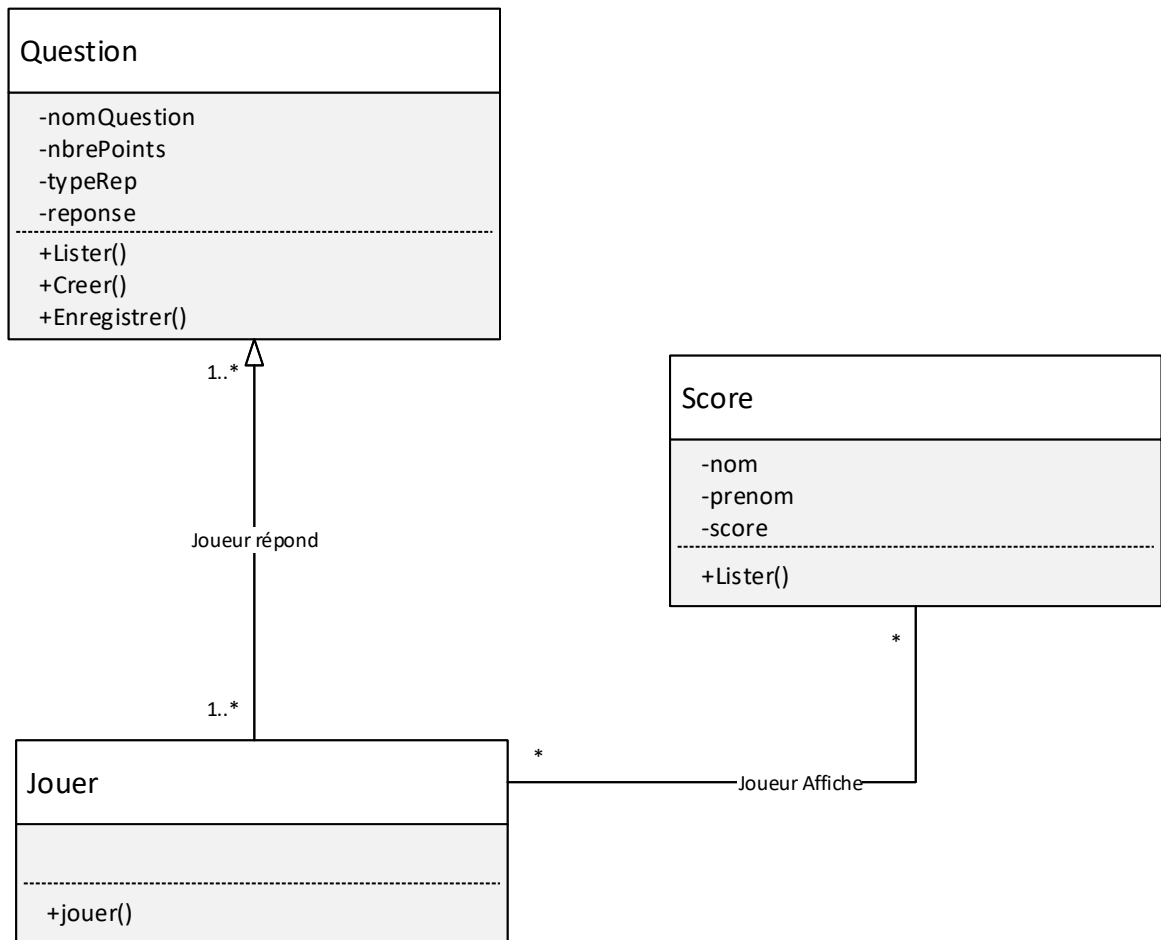 Question
-nomQuestion
-nbrePoints
-typeRep
-reponse
+Lister()
+Creer()
+Enregistrer()
1..*
Joueur répond
1..*
Score
-nom
-prenom
-score
+Lister()
*
*
Joueur Affiche
Jouer
+jouer()